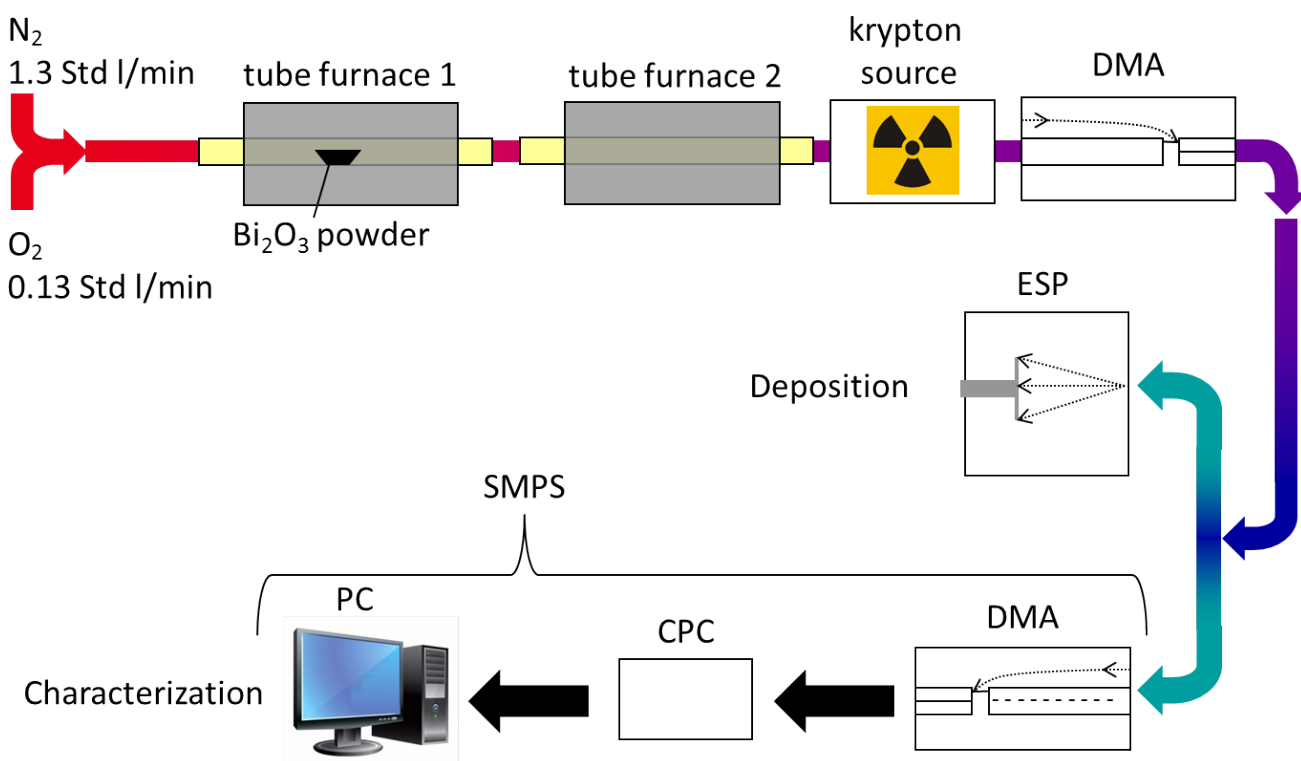 N₂
1.3 Std l/min
tube furnace 1
tube furnace 2
krypton
source
DMA
Bi₂O₃ powder
O₂
0.13 Std l/min
ESP
Deposition
SMPS
PC
CPC
DMA
Characterization